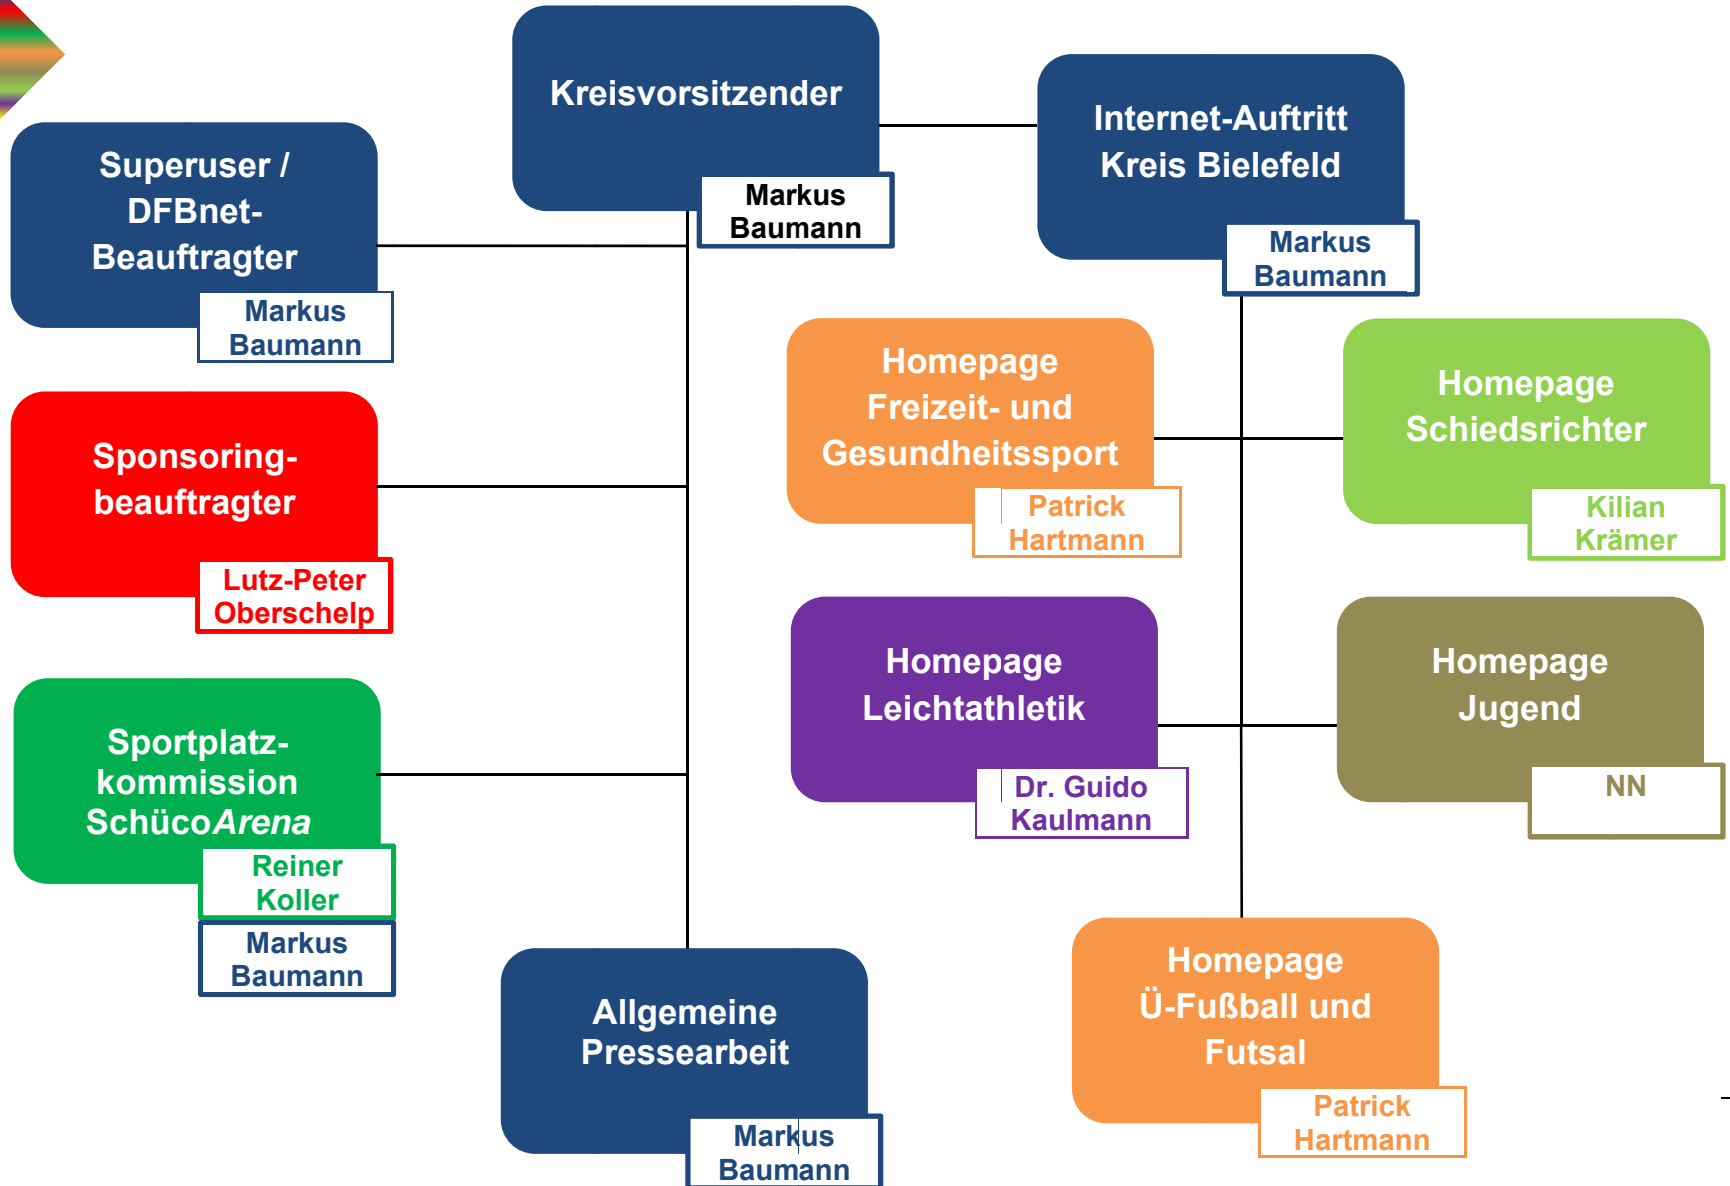 Kreisvorsitzender
Markus
Baumann
Internet-Auftritt
Kreis Bielefeld
Markus
Baumann
Superuser /
DFBnet-
Beauftragter
Markus
Baumann
Homepage
Freizeit- und
Gesundheitssport
Patrick
Hartmann
Homepage
Schiedsrichter
Kilian
Krämer
Sponsoring-
beauftragter
Lutz-Peter
Oberschelp
Homepage
Leichtathletik
Dr. Guido
Kaulmann
Homepage
Jugend
NN
Sportplatz-
kommission
SchücoArena
Reiner
Koller
Markus
Baumann
Allgemeine
Pressearbeit
Markus
Baumann
Homepage
Ü-Fußball und
Futsal
Patrick
Hartmann